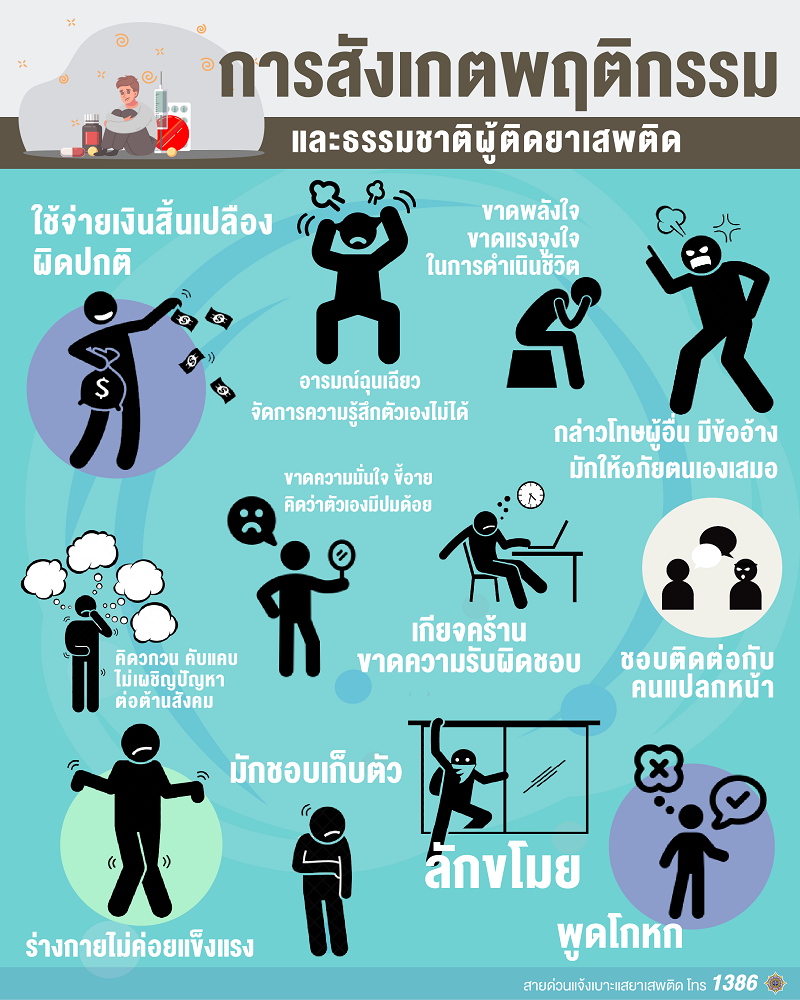 การสังเกตพฤติกรรม
และธรรมชาติผู้ติดยาเสพติด
ใช้จ่ายเงินสิ้นเปลือง
ผิดปกติ
อารมณ์ฉุนเฉียว
จัดการความรู้สึกตัวเองไม่ได้
ขาดพลังใจ
ขาดแรงจูงใจ
ในการดำเนินชีวิต
กล่าวโทษผู้อื่น มีข้ออ้าง
มักให้อภัยตนเองเสมอ
ขาดความมั่นใจ ขี้อาย
คิดว่าตัวเองมีปมด้อย
คิดวกวน คับแคบ
ไม่เผชิญปัญหา
ต่อต้านสังคม
เกียจคร้าน
ขาดความรับผิดชอบ
ชอบติดต่อกับ
คนแปลกหน้า
ร่างกายไม่ค่อยแข็งแรง
มักชอบเก็บตัว
ลักขโมย
พูดโกหก
สายด่วนแจ้งเบาะแสยาเสพติด โทร 1386